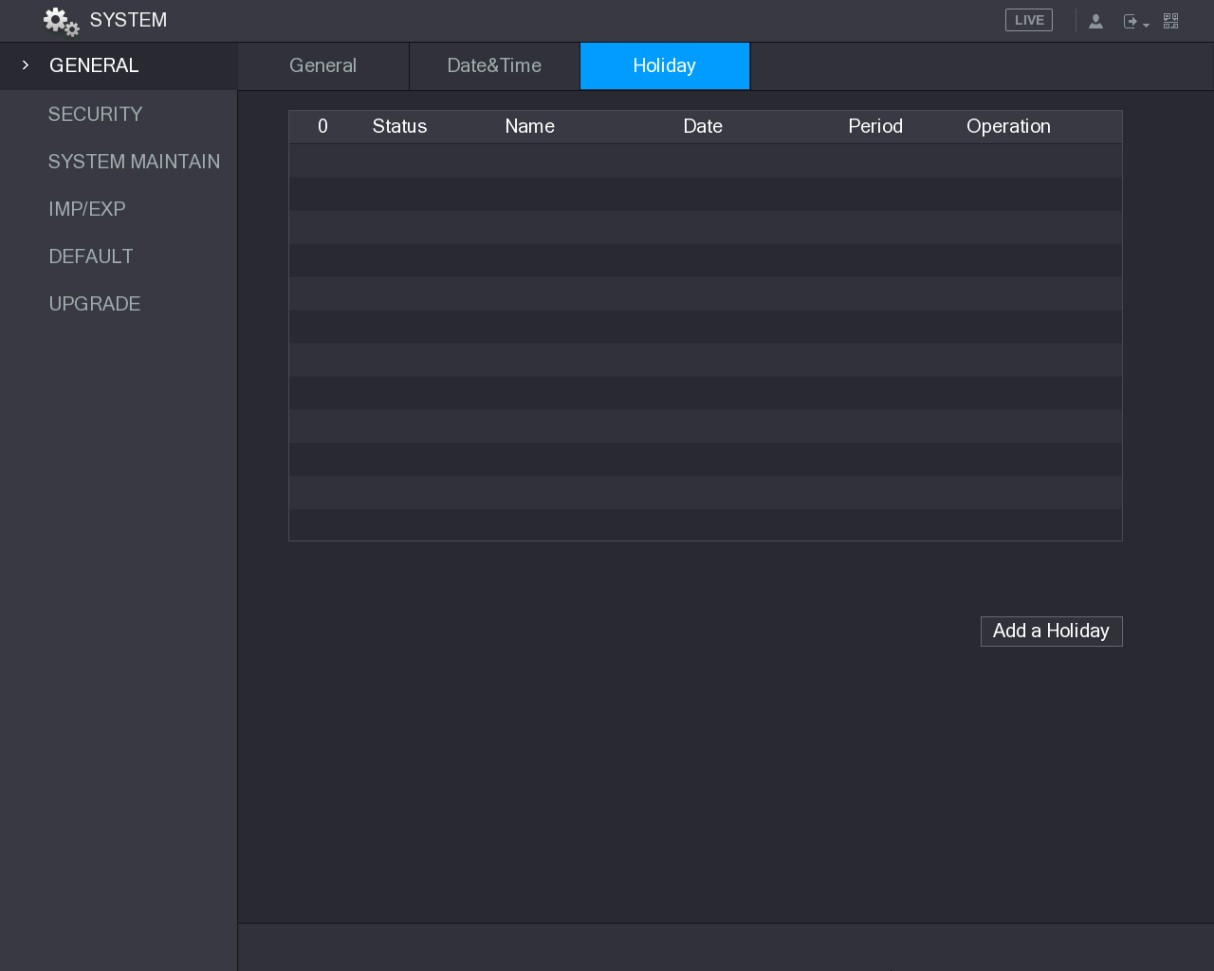 SYSTEM
LIVE
GENERAL
General
Date&Time
Holiday
SECURITY
SYSTEM MAINTAIN
IMP/EXP
DEFAULT
UPGRADE
0 Status Name Date Period Operation
Add a Holiday